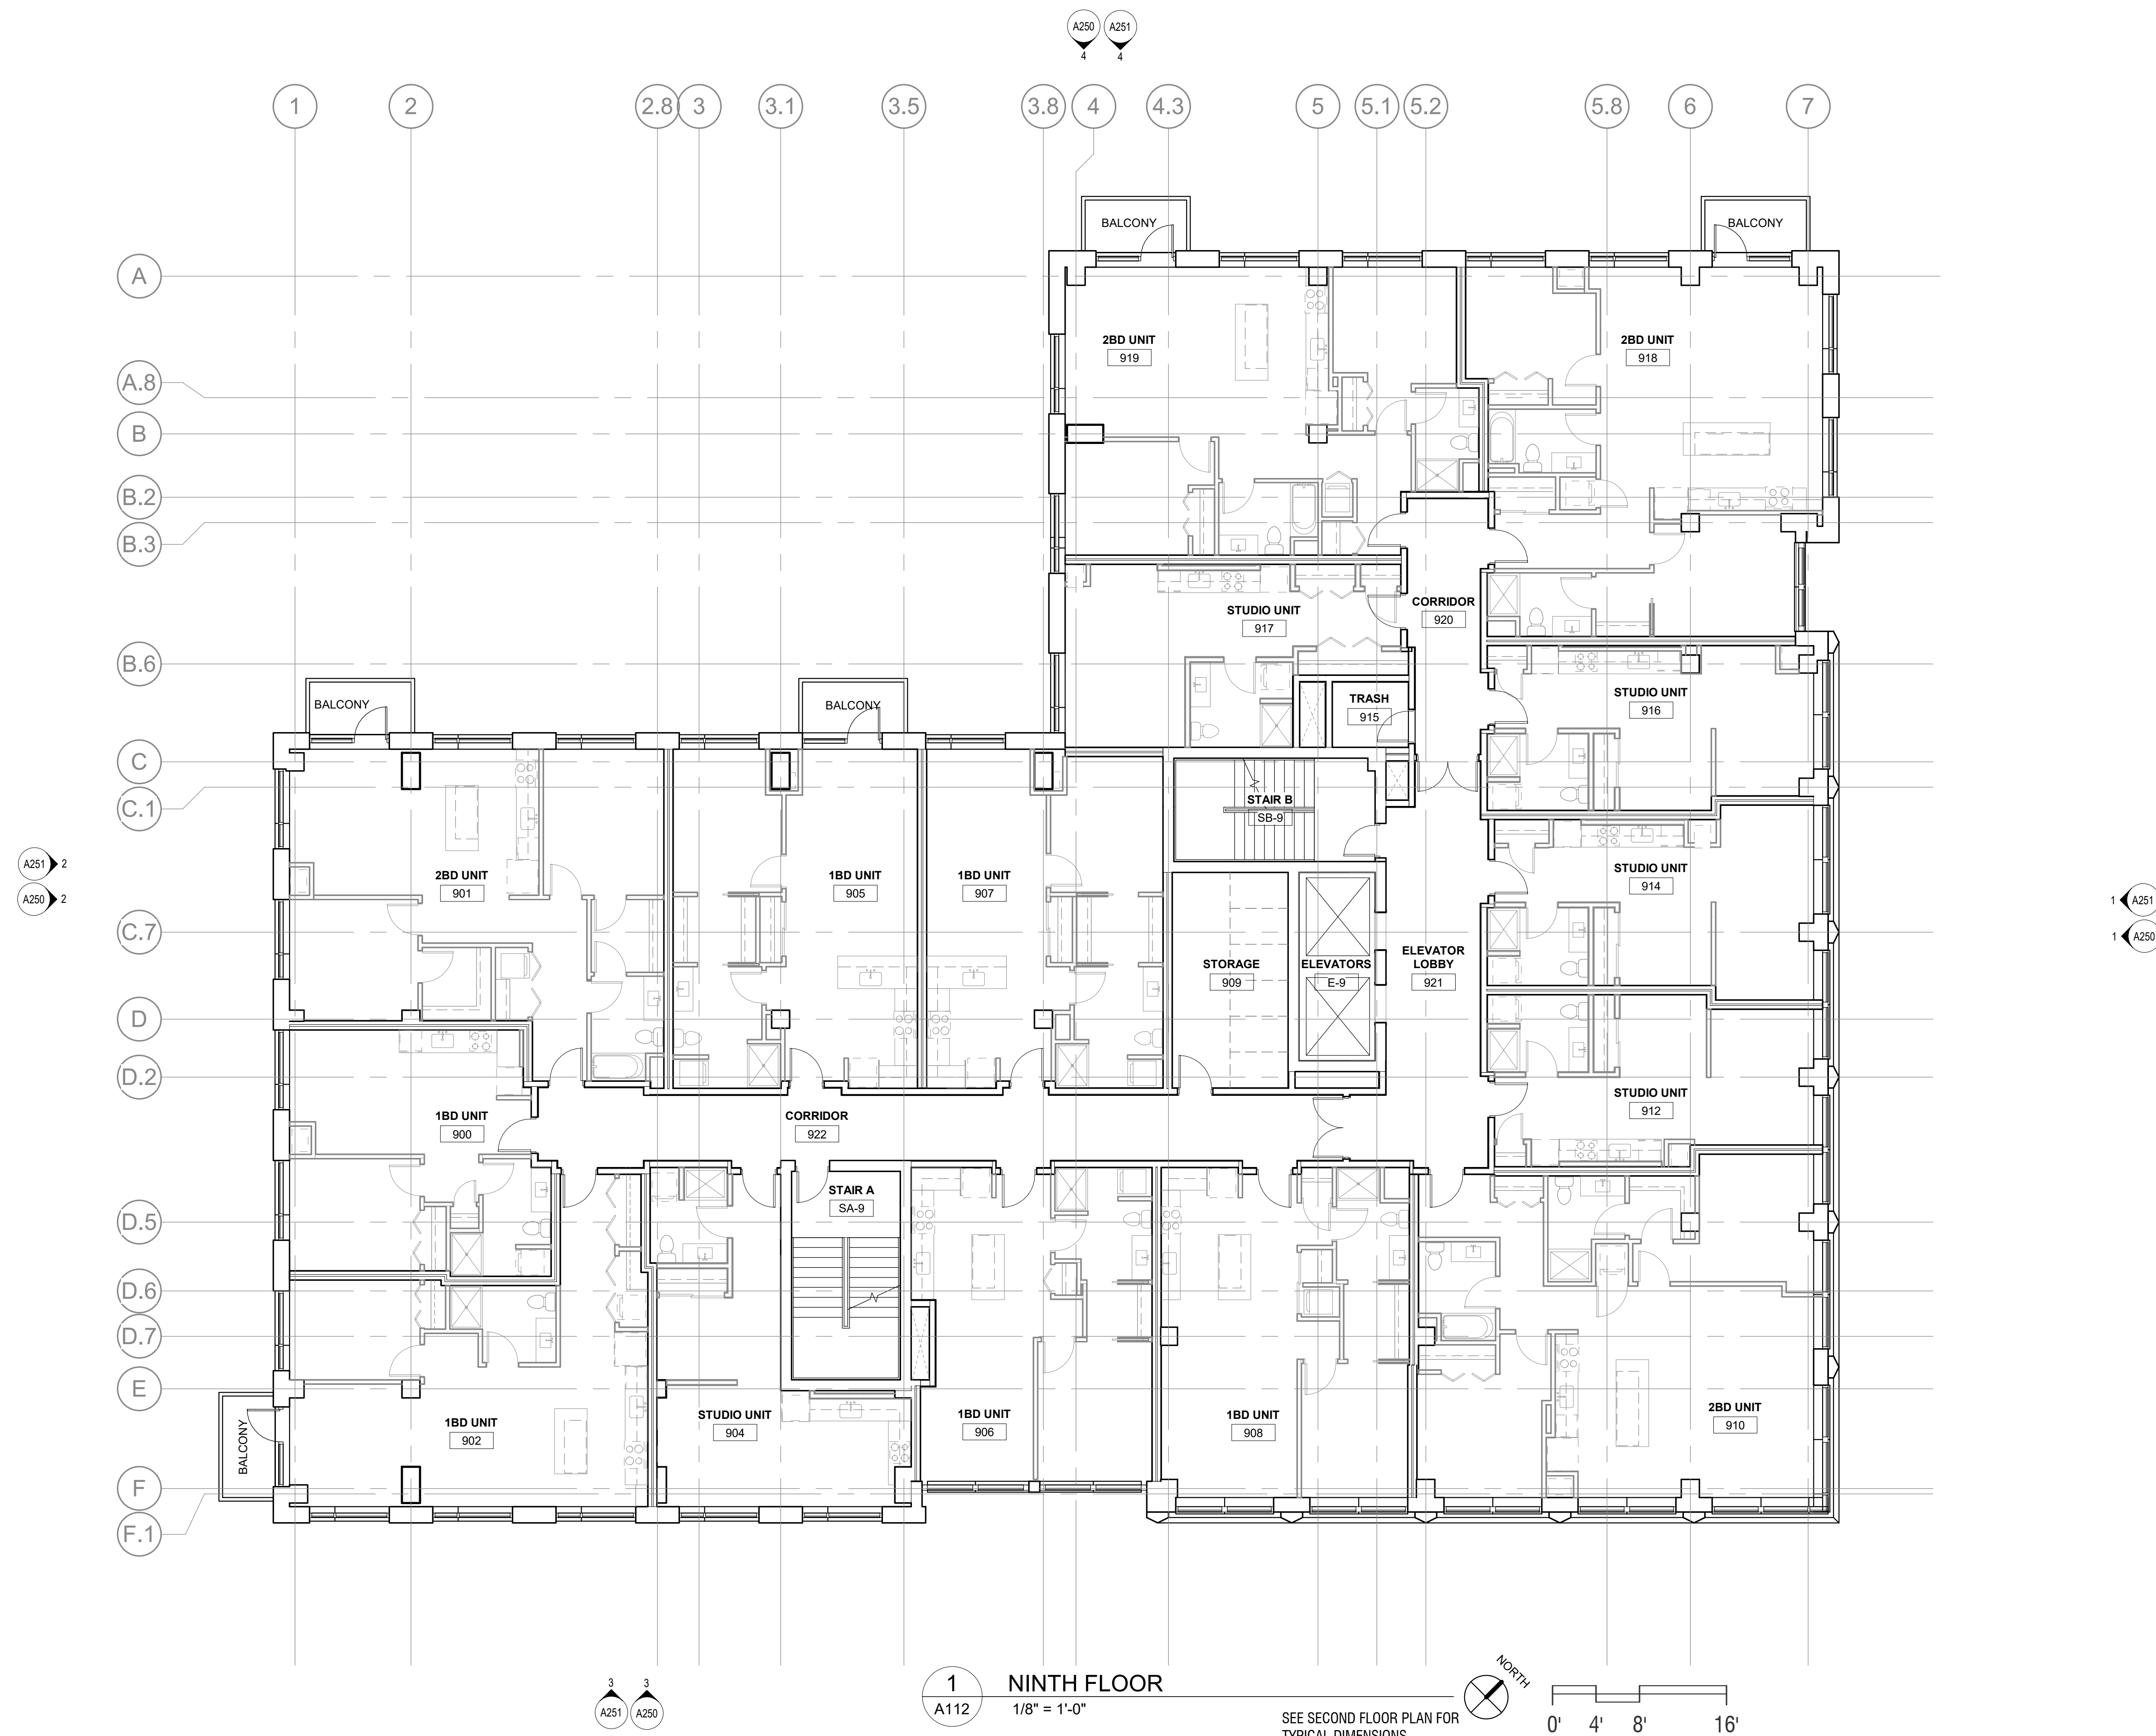 A250 A251
4 4
1 2 2.8 3 3.1 3.5 3.8 4 4.3 5 5.1 5.2 5.8 6 7
BALCONY BALCONY
A
2BD UNIT 2BD UNIT
919 918
A.8
B
B.2
B.3
STUDIO UNIT CORRIDOR
917 920
B.6
STUDIO UNIT
916
TRASH
915
BALCONY BALCONY
C
C.1
STAIR B
SB-9
A251 2
A250 2
2BD UNIT 1BD UNIT 1BD UNIT STUDIO UNIT
901 905 907 914
1 A251
1 A250
C.7
STORAGE ELEVATORS ELEVATOR
LOBBY
909 E-9 921
D
D.2
1BD UNIT CORRIDOR STUDIO UNIT
900 922 912
STAIR A
SA-9
D.5
D.6
D.7
E
BALCONY
1BD UNIT STUDIO UNIT 1BD UNIT 1BD UNIT 2BD UNIT
902 904 906 908 910
F
F.1
3 3
A251 A250
1 NINTH FLOOR
A112 1/8" = 1'-0"
NORTH
SEE SECOND FLOOR PLAN FOR
TYPICAL DIMENSIONS
0' 4' 8' 16'